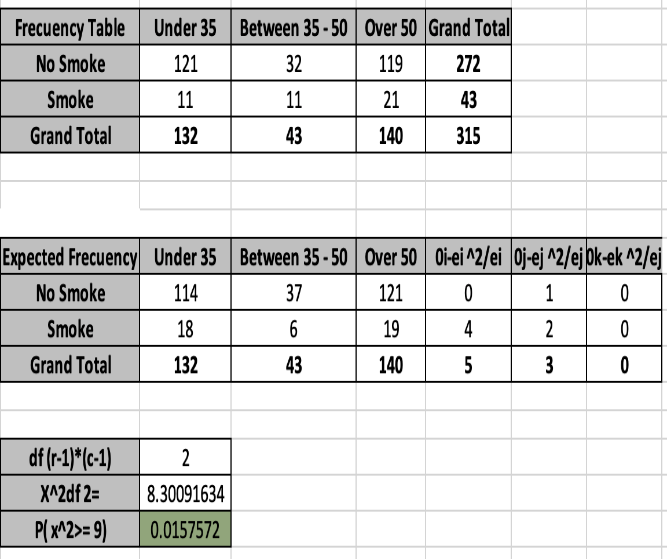 Frecuency Table Under 35 Between 35 - 50 Over 50 Grand Total
No Smoke 121 32 119 272
Smoke 11 11 21 43
Grand Total 132 43 140 315
Expected Frecuency Under 35 Between 35 - 50 Over 50 0i-ei ^2/ei 0j-ej ^2/ej 0k-ek ^2/ej
No Smoke 114 37 121 0 1 0
Smoke 18 6 19 4 2 0
Grand Total 132 43 140 5 3 0
df (r-1)*(c-1) 2
X^2df 2= 8.30091634
P( x^2>= 9) 0.0157572